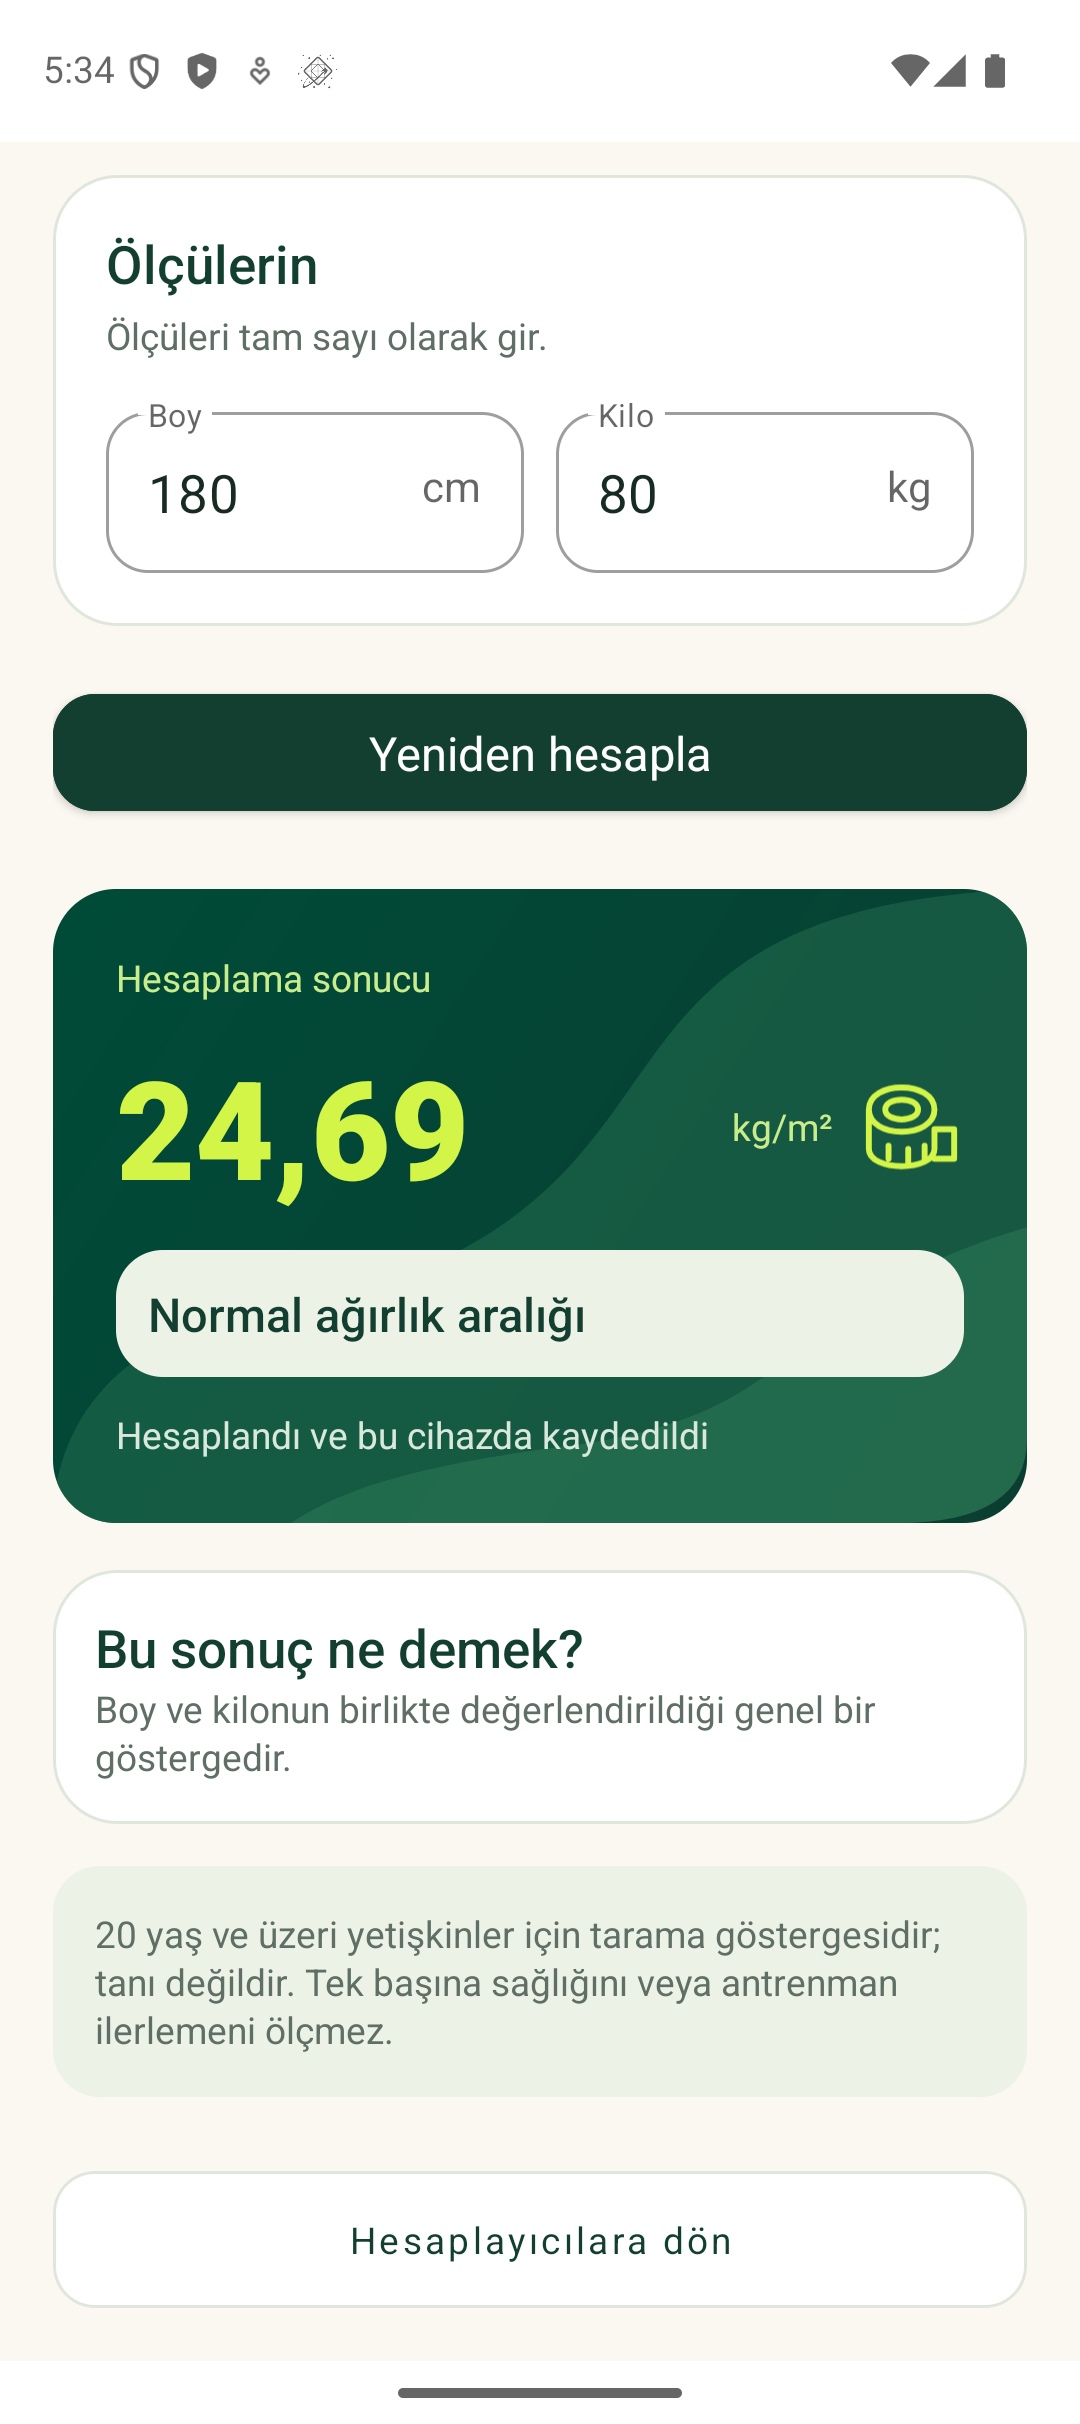 5:34
Ölçülerin
Ölçüleri tam sayı olarak gir.
Boy
180 cm
Kilo
80 kg
Yeniden hesapla
Hesaplama sonucu
24,69 kg/m²
Normal ağırlık aralığı
Hesaplandı ve bu cihazda kaydedildi
Bu sonuç ne demek?
Boy ve kilonun birlikte değerlendirildiği genel bir
göstergedir.
20 yaş ve üzeri yetişkinler için tarama göstergesidir;
tanı değildir. Tek başına sağlığını veya antrenman
ilerlemeni ölçmez.
Hesaplayıcılara dön